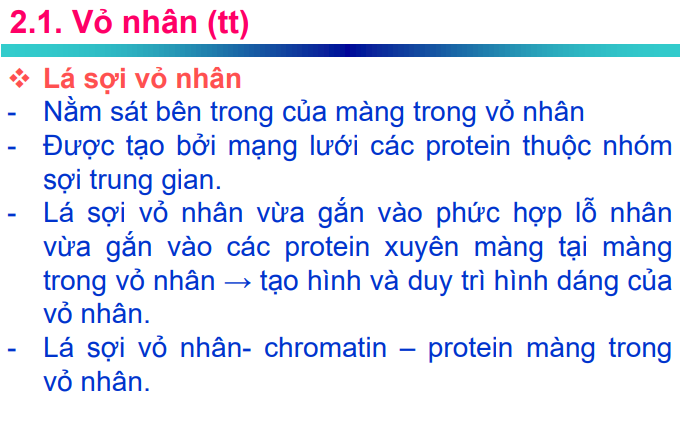 2.1. Vỏ nhân (tt)
❖ Lá sợi vỏ nhân
- Nằm sát bên trong của màng trong vỏ nhân
- Được tạo bởi mạng lưới các protein thuộc nhóm
sợi trung gian.
- Lá sợi vỏ nhân vừa gắn vào phức hợp lỗ nhân
vừa gắn vào các protein xuyên màng tại màng
trong vỏ nhân → tạo hình và duy trì hình dáng của
vỏ nhân.
- Lá sợi vỏ nhân- chromatin – protein màng trong
vỏ nhân.